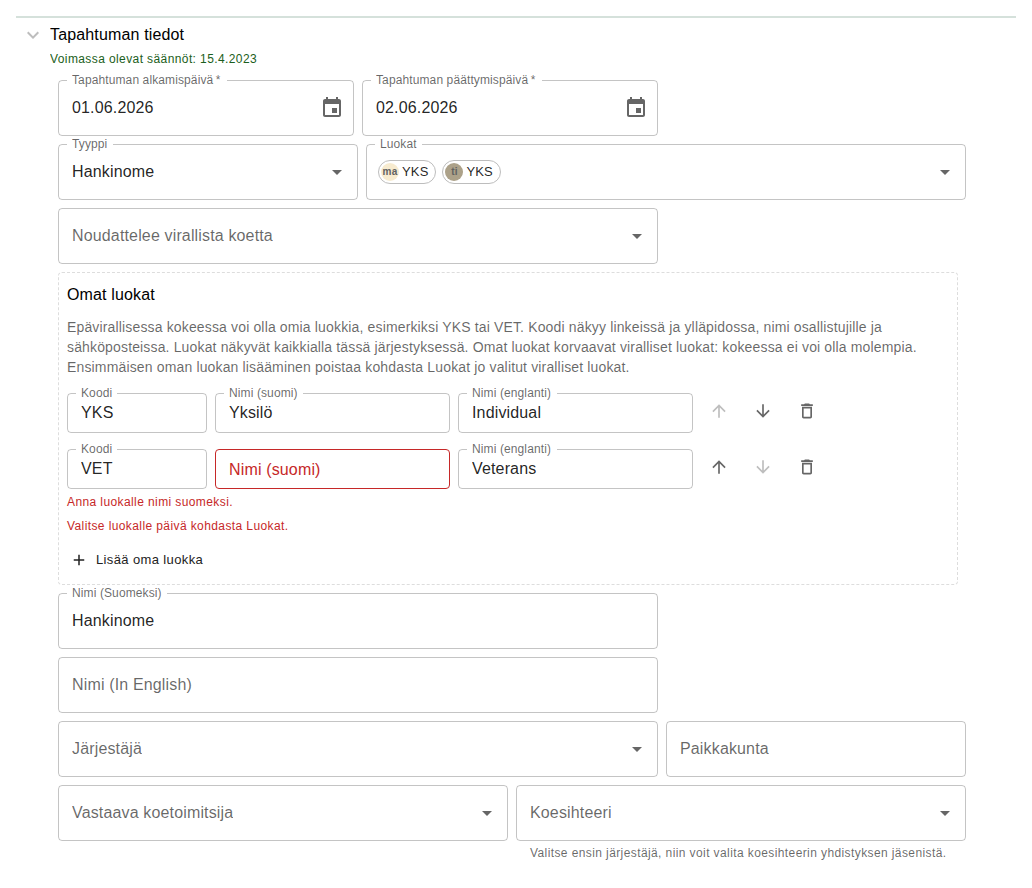 Tapahtuman tiedot
Voimassa olevat säännöt: 15.4.2023
Tapahtuman alkamispäivä *
Tapahtuman päättymispäivä *
01.06.2026
02.06.2026
Tyyppi
Luokat
Hankinome
ma YKS ti YKS
Noudattelee virallista koetta
Omat luokat
Epävirallisessa kokeessa voi olla omia luokkia, esimerkiksi YKS tai VET. Koodi näkyy linkeissä ja ylläpidossa, nimi osallistujille ja
sähköposteissa. Luokat näkyvät kaikkialla tässä järjestyksessä. Omat luokat korvaavat viralliset luokat: kokeessa ei voi olla molempia.
Ensimmäisen oman luokan lisääminen poistaa kohdasta Luokat jo valitut viralliset luokat.
Koodi
Nimi (suomi)
Nimi (englanti)
YKS
Yksilö
Individual
Koodi
Nimi (englanti)
VET
Nimi (suomi)
Veterans
Anna luokalle nimi suomeksi.
Valitse luokalle päivä kohdasta Luokat.
Lisää oma luokka
Nimi (Suomeksi)
Hankinome
Nimi (In English)
Järjestäjä
Paikkakunta
Vastaava koetoimitsija
Koesihteeri
Valitse ensin järjestäjä, niin voit valita koesihteerin yhdistyksen jäsenistä.